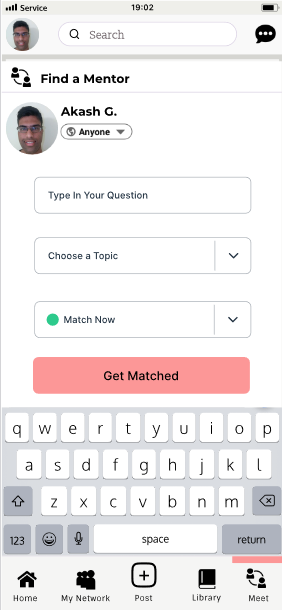 Service
19:02
Search
Find a Mentor
Akash G.
Anyone
Type In Your Question
Choose a Topic
Match Now
Get Matched
q w e r t y u i o p
a s d f g h j k l
z x c v b n m
123 space return
Home My Network Post Library Meet